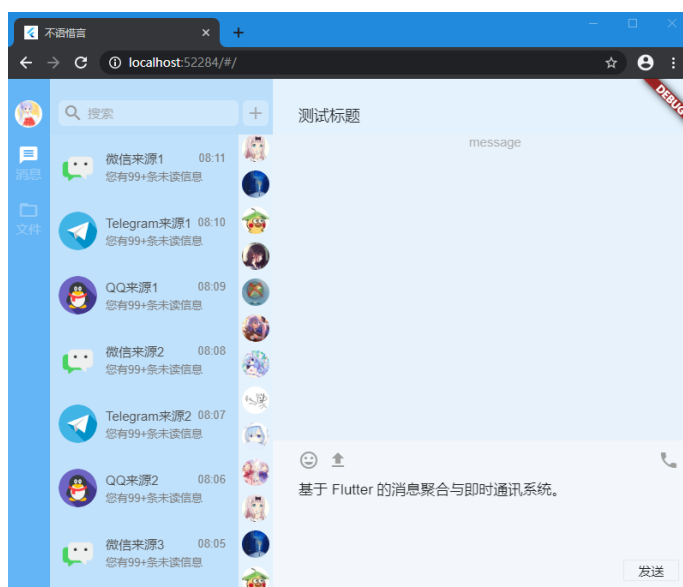 不语惜言
localhost:52284/#/
DEBUG
搜索
测试标题
message
消息
文件
微信来源1 08:11
您有99+条未读信息
Telegram来源1 08:10
您有99+条未读信息
QQ来源1 08:09
您有99+条未读信息
微信来源2 08:08
您有99+条未读信息
Telegram来源2 08:07
您有99+条未读信息
QQ来源2 08:06
您有99+条未读信息
微信来源3 08:05
您有99+条未读信息
基于 Flutter 的消息聚合与即时通讯系统。
发送